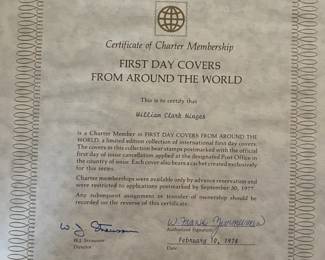 Certificate of Charter Membership
FIRST DAY COVERS
FROM AROUND THE WORLD
This is to certify that
William Clark Winges
is a Charter Member in FIRST DAY COVERS FROM AROUND THE
WORLD, a limited edition collection of international first day covers.
The covers in this collection bear stamps postmarked with the official
first day of issue cancellation applied at the designated Post Office in
the country of issue. Each cover also bears a cachet created exclusively
for this series.
Charter memberships were available only by advance reservation and
were restricted to applications postmarked by September 30, 1977.
Any subsequent assignment or transfer of ownership should be
recorded on the reverse of this certificate.
W. J. Strawson
W. Frank
W.J. Strawson
Director
Authorized Signature
February 10, 1978
Date